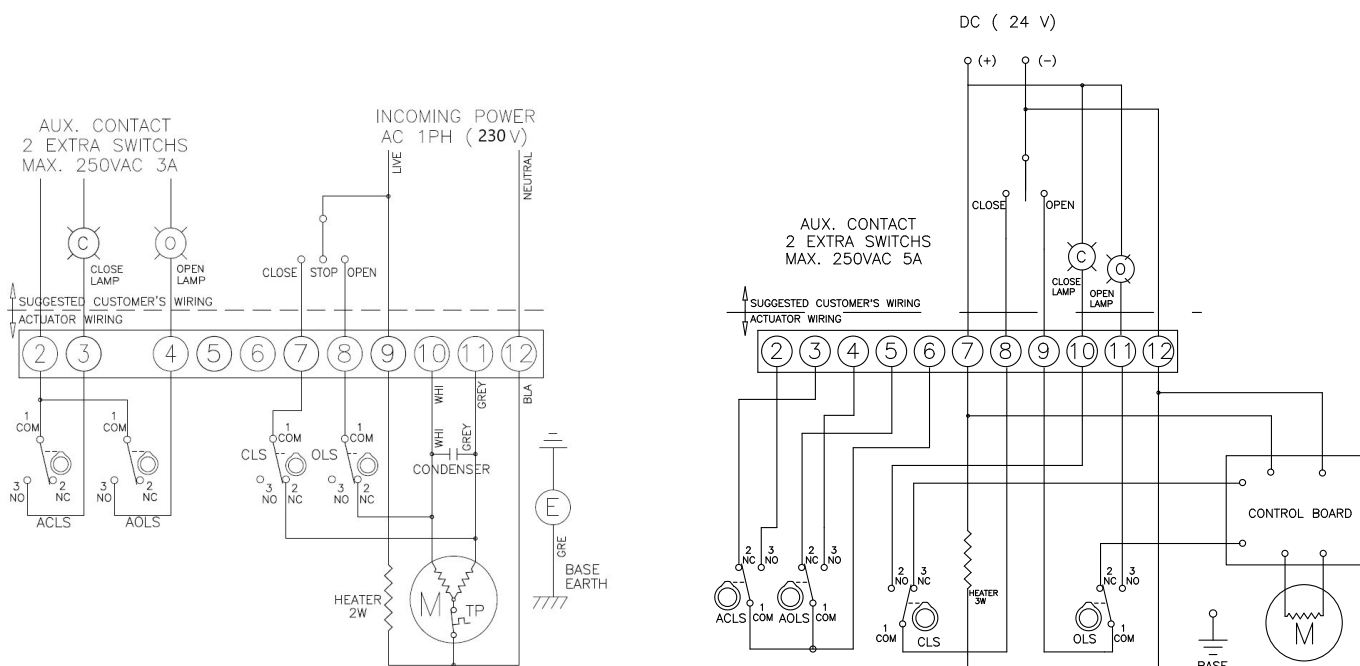 AUX. CONTACT
2 EXTRA SWITCHS
MAX. 250VAC 3A
INCOMING POWER
AC 1PH ( 230 V)
LIVE
NEUTRAL
C
O
CLOSE
LAMP
OPEN
LAMP
CLOSE STOP OPEN
SUGGESTED CUSTOMER'S WIRING
ACTUATOR WIRING
2 3 4 5 6 7 8 9 10 11 12
WHI
GREY
BLA
1
COM
1
COM
1
COM
1
COM
WHI
GREY
CLS
OLS
CONDENSER
3
NO
2
NC
3
NO
2
NC
3
NO
2
NC
3
NO
2
NC
ACLS
AOLS
E
GRE
BASE
EARTH
HEATER
2W
M
TP
DC ( 24 V)
(+)
(-)
CLOSE
OPEN
AUX. CONTACT
2 EXTRA SWITCHS
MAX. 250VAC 5A
C
O
CLOSE
LAMP
OPEN
LAMP
SUGGESTED CUSTOMER'S WIRING
ACTUATOR WIRING
2 3 4 5 6 7 8 9 10 11 12
CONTROL BOARD
2
NC
3
NO
2
NC
3
NO
2
NO
3
NC
2
NC
3
NO
HEATER
3W
1
COM
1
COM
1
COM
1
COM
ACLS
AOLS
CLS
OLS
M
BASE